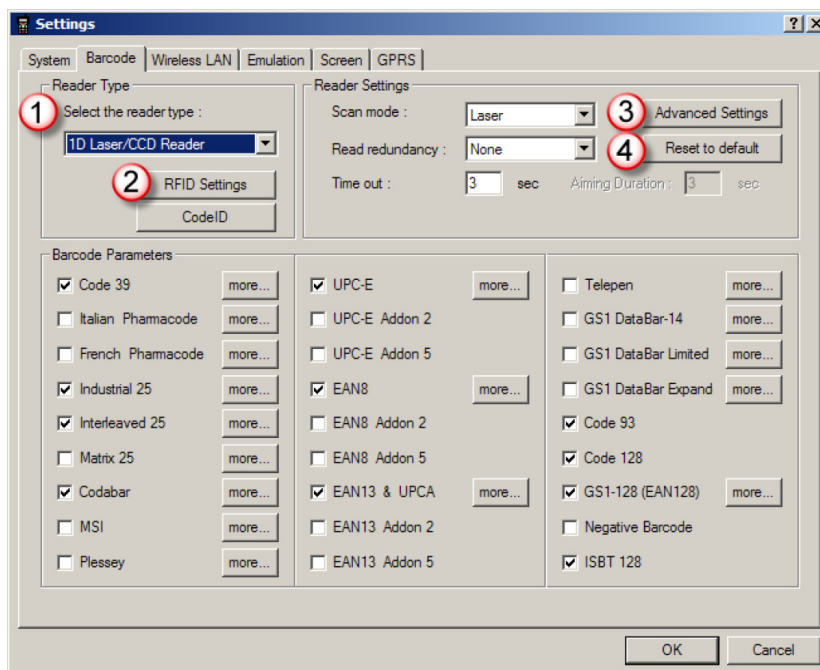 Settings
System Barcode Wireless LAN Emulation Screen GPRS
Reader Type
1 Select the reader type :
1D Laser/CCD Reader
2 RFID Settings
CodeID
Reader Settings
Scan mode : Laser 3 Advanced Settings
Read redundancy : None 4 Reset to default
Time out : 3 sec Aiming Duration : 3 sec
Barcode Parameters
Code 39 more... UPC-E more... Telepen more...
Italian Pharmacode more... UPC-E Addon 2 GS1 DataBar-14 more...
French Pharmacode more... UPC-E Addon 5 GS1 DataBar Limited more...
Industrial 25 more... EAN8 more... GS1 DataBar Expand more...
Interleaved 25 more... EAN8 Addon 2 Code 93
Matrix 25 more... EAN8 Addon 5 Code 128
Codabar more... EAN13 & UPCA more... GS1-128 (EAN128) more...
MSI more... EAN13 Addon 2 Negative Barcode
Plessey more... EAN13 Addon 5 ISBT 128
OK Cancel